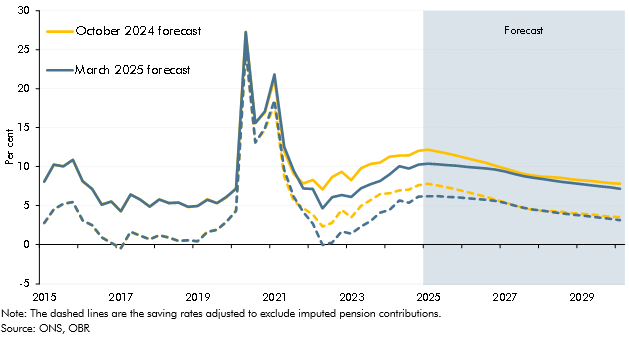 30
25
20
15
10
5
0
-5
Per cent
October 2024 forecast
March 2025 forecast
Forecast
2015 2017 2019 2021 2023 2025 2027 2029
Note: The dashed lines are the saving rates adjusted to exclude imputed pension contributions.
Source: ONS, OBR